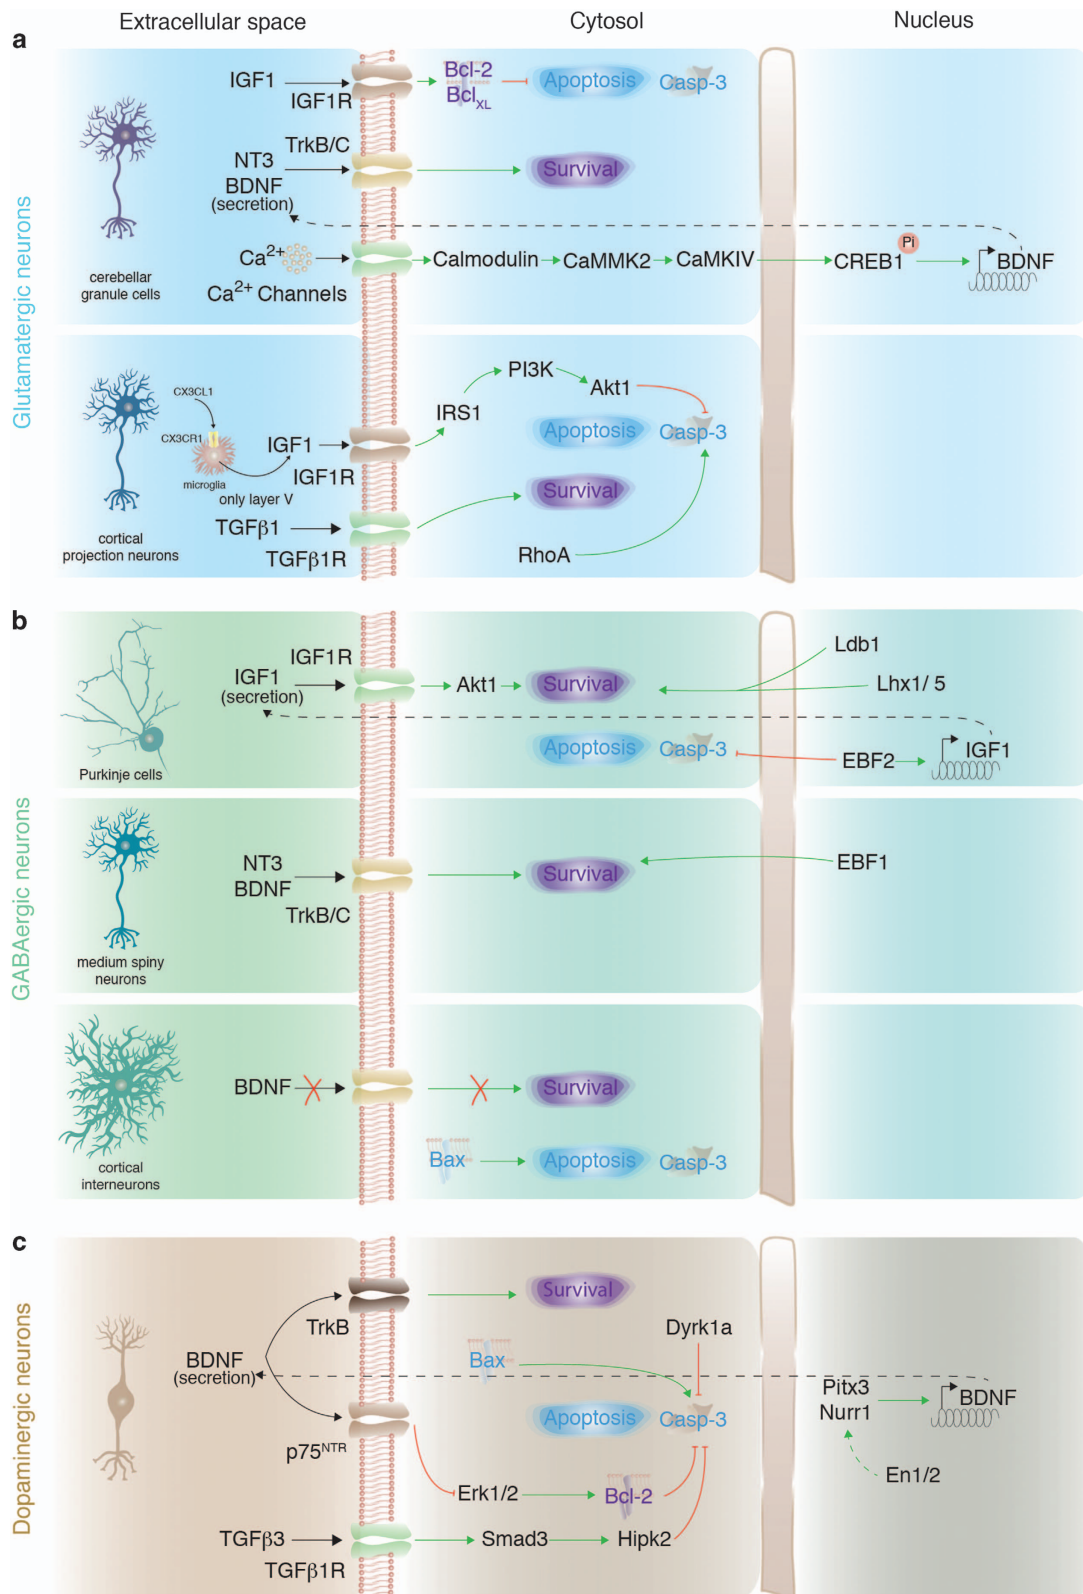 Extracellular space
Cytosol
Nucleus
a
Glutamatergic neurons
IGF1
IGF1R
Bcl-2
BclXL
Apoptosis
Casp-3
TrkB/C
NT3
BDNF
(secretion)
Survival
Ca2+
Ca2+ Channels
Calmodulin
CaMMK2
CaMKIV
CREB1
Pi
BDNF
cerebellar
granule cells
CX3CL1
CX3CR1
microglia
only layer V
IGF1
IGF1R
IRS1
PI3K
Akt1
Apoptosis
Casp-3
Survival
TGFβ1
TGFβ1R
RhoA
cortical
projection neurons
b
GABAergic neurons
IGF1R
IGF1
(secretion)
Akt1
Survival
Ldb1
Lhx1/ 5
Apoptosis
Casp-3
EBF2
IGF1
Purkinje cells
NT3
BDNF
TrkB/C
Survival
EBF1
medium spiny
neurons
BDNF
Survival
Bax
Apoptosis
Casp-3
cortical
interneurons
c
Dopaminergic neurons
Survival
TrkB
Dyrk1a
BDNF
(secretion)
Bax
Pitx3
Nurr1
BDNF
Apoptosis
Casp-3
p75NTR
En1/2
Erk1/2
Bcl-2
TGFβ3
TGFβ1R
Smad3
Hipk2